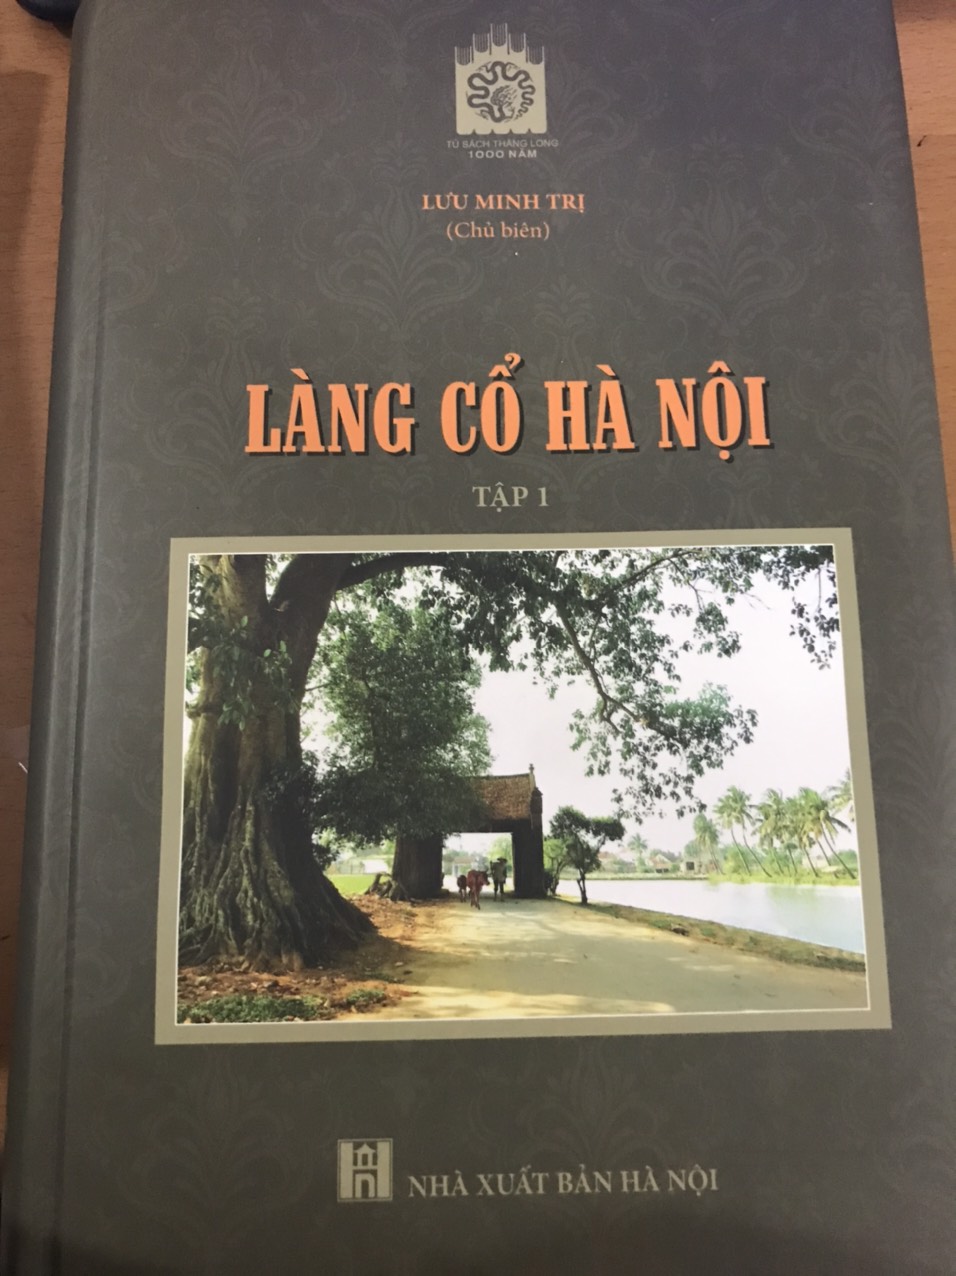 TỦ SÁCH THĂNG LONG
1000 NĂM
LƯU MINH TRỊ
(Chủ biên)
LÀNG CỔ HÀ NỘI
TẬP 1
NHÀ XUẤT BẢN HÀ NỘI